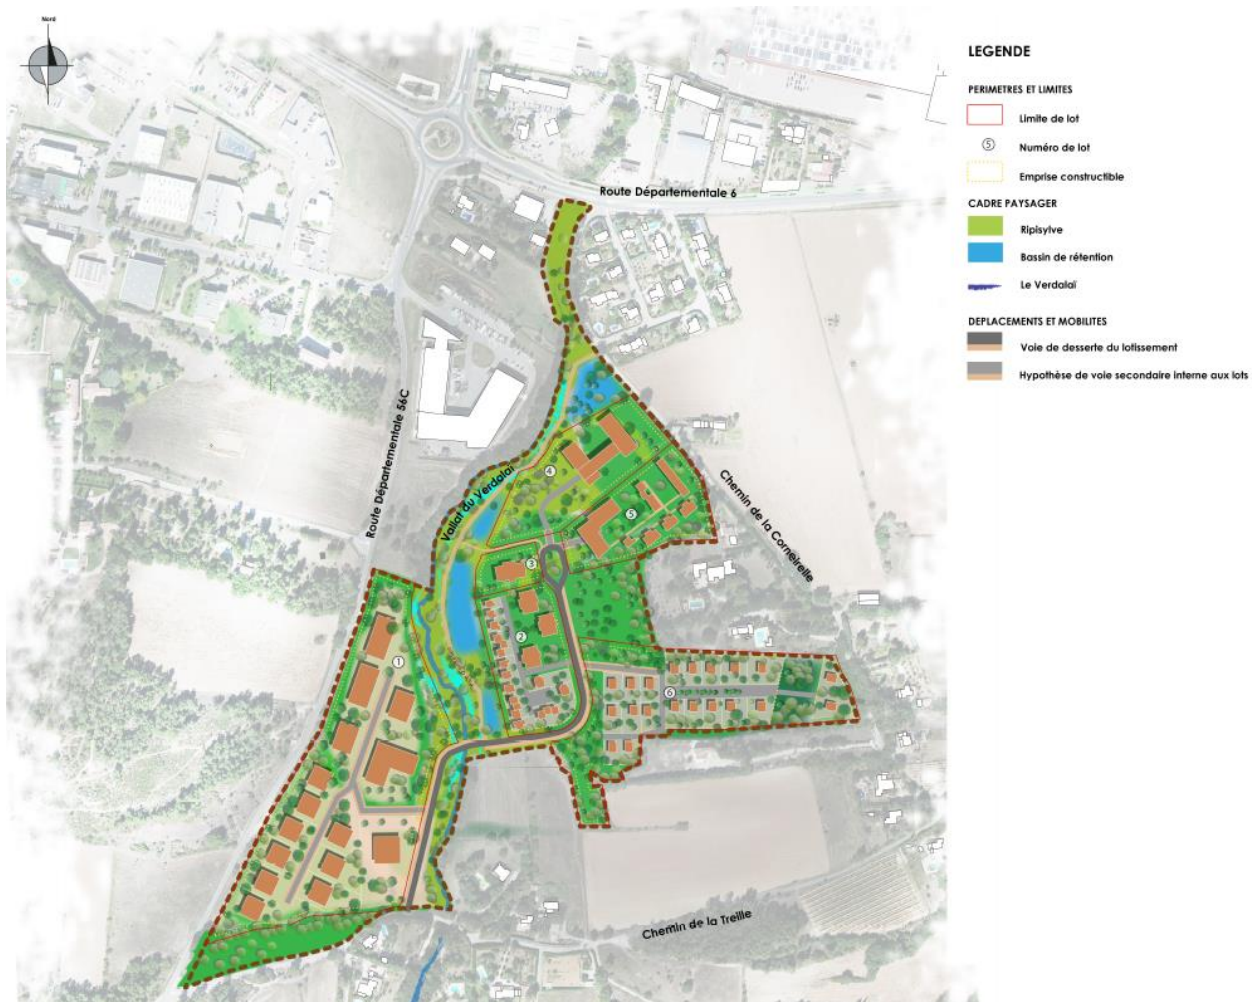 Nord
LEGENDE
PERIMETRES ET LIMITES
Limite de lot
⑤ Numéro de lot
Emprise constructible
CADRE PAYSAGER
Ripisylve
Bassin de rétention
Le Verdalaï
DEPLACEMENTS ET MOBILITES
Voie de desserte du lotissement
Hypothèse de voie secondaire interne aux lots
Route Départementale 6
Route Départementale 56C
Vallat du Verdalaï
Chemin de la Corneirelle
④
⑤
③
②
①
⑥
Chemin de la Treille